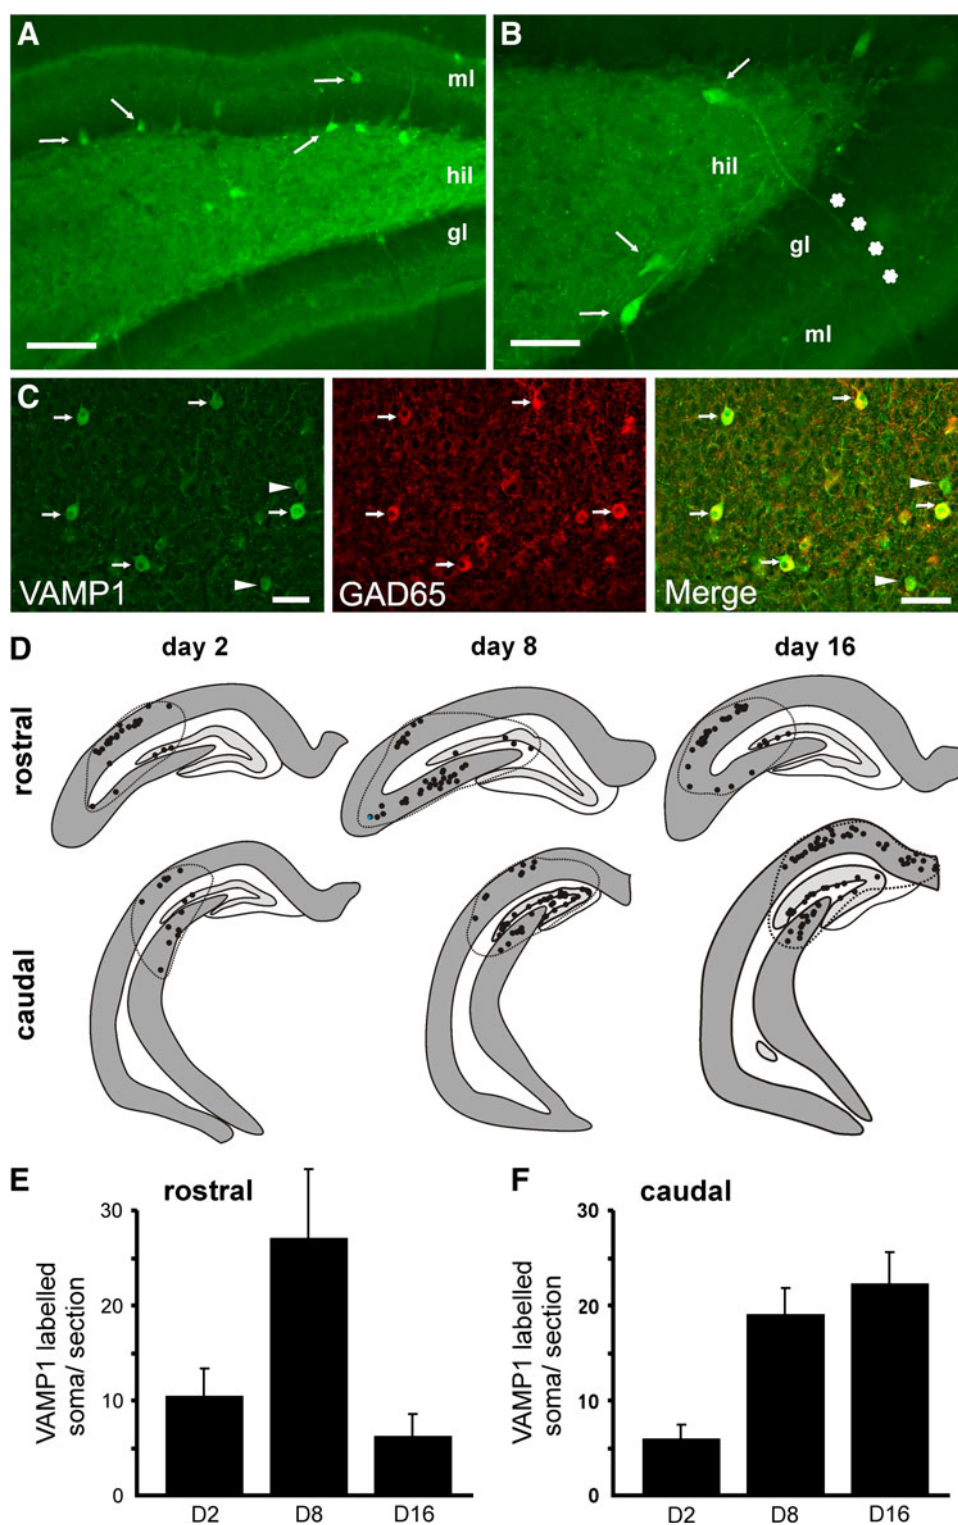 A
ml
hil
gl
B
hil
gl
ml
C
VAMP1
GAD65
Merge
D
day 2
day 8
day 16
rostral
caudal
E
rostral
VAMP1 labelled
soma/ section
30
20
10
0
D2
D8
D16
F
caudal
VAMP1 labelled
soma/ section
30
20
10
0
D2
D8
D16